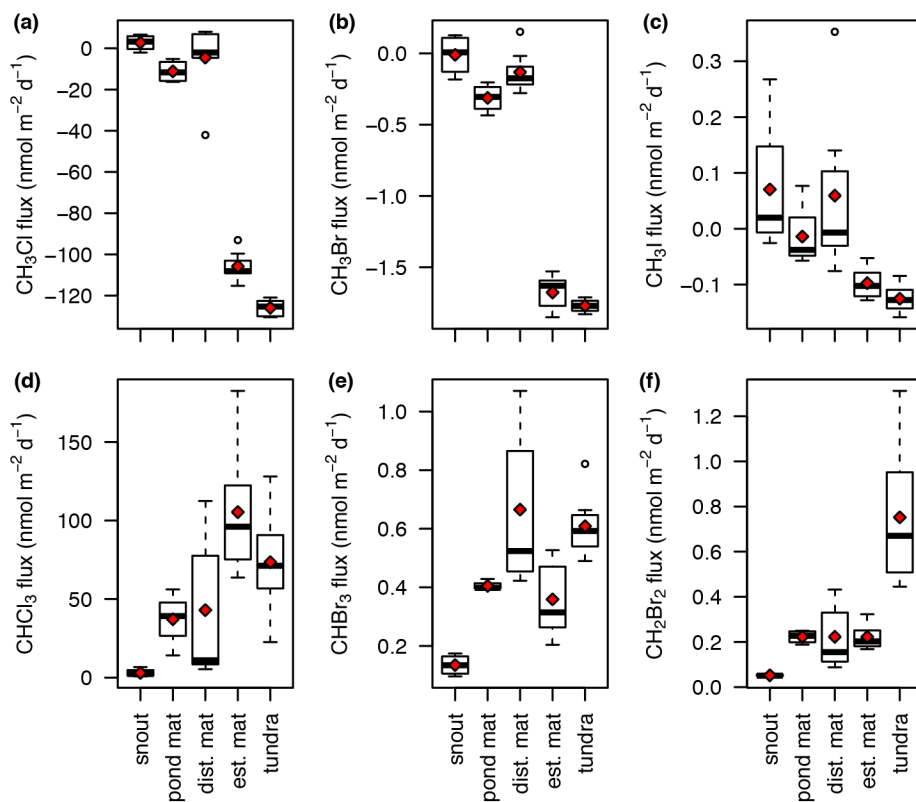 (a)
CH₃Cl flux (nmol m⁻² d⁻¹)
0
−20
−40
−60
−80
−100
−120
(b)
CH₃Br flux (nmol m⁻² d⁻¹)
0.0
−0.5
−1.0
−1.5
(c)
CH₃I flux (nmol m⁻² d⁻¹)
0.3
0.2
0.1
0.0
−0.1
(d)
CHCl₃ flux (nmol m⁻² d⁻¹)
150
100
50
0
snout
pond mat
dist. mat
est. mat
tundra
(e)
CHBr₃ flux (nmol m⁻² d⁻¹)
1.0
0.8
0.6
0.4
0.2
snout
pond mat
dist. mat
est. mat
tundra
(f)
CH₂Br₂ flux (nmol m⁻² d⁻¹)
1.2
1.0
0.8
0.6
0.4
0.2
0.0
snout
pond mat
dist. mat
est. mat
tundra